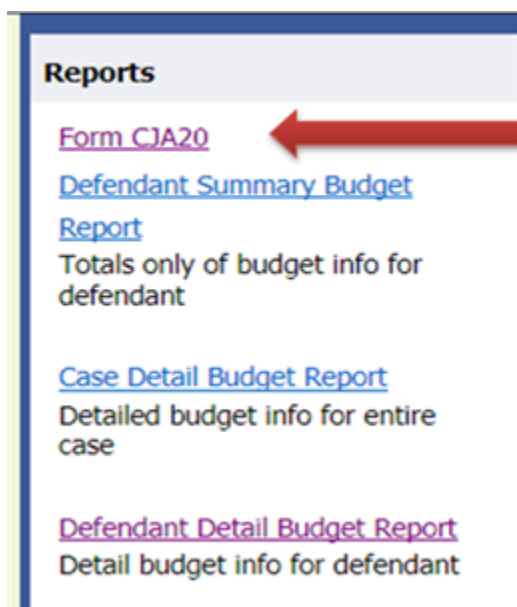 Reports
Form CJA20
Defendant Summary Budget
Report
Totals only of budget info for
defendant
Case Detail Budget Report
Detailed budget info for entire
case
Defendant Detail Budget Report
Detail budget info for defendant